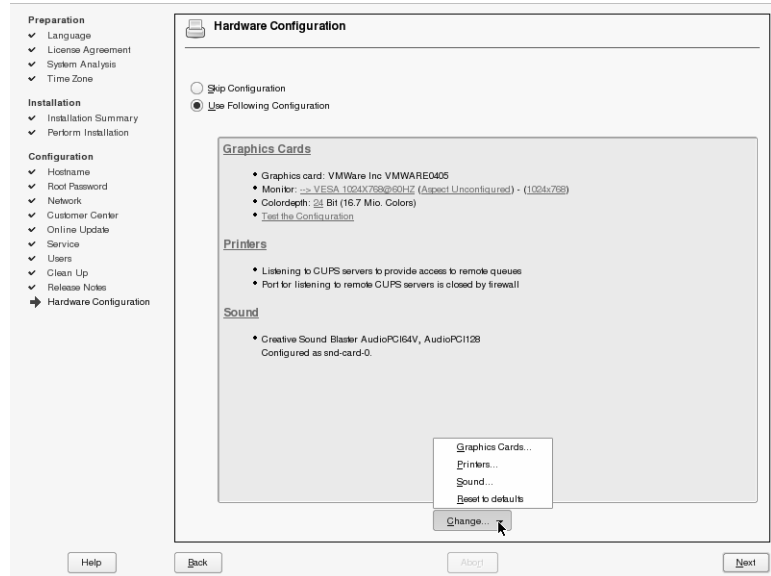 Preparation
Language
License Agreement
System Analysis
Time Zone
Installation
Installation Summary
Perform Installation
Configuration
Hostname
Root Password
Network
Customer Center
Online Update
Service
Users
Clean Up
Release Notes
Hardware Configuration
Hardware Configuration
Skip Configuration
Use Following Configuration
Graphics Cards
Graphics card: VMWare Inc VMWARE0405
Monitor: --> VESA 1024X768@60HZ (Aspect Unconfigured) - (1024x768)
Colordepth: 24 Bit (16.7 Mio. Colors)
Test the Configuration
Printers
Listening to CUPS servers to provide access to remote queues
Port for listening to remote CUPS servers is closed by firewall
Sound
Creative Sound Blaster AudioPCI64V, AudioPCI128
Configured as snd-card-0.
Graphics Cards...
Printers...
Sound...
Reset to defaults
Change...
Help
Back
Abort
Next